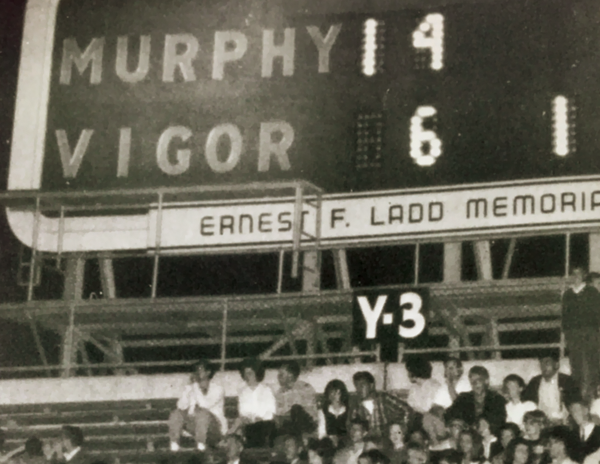 MURPHY 14
VIGOR 6 1
ERNEST F. LADD MEMORIA
Y-3